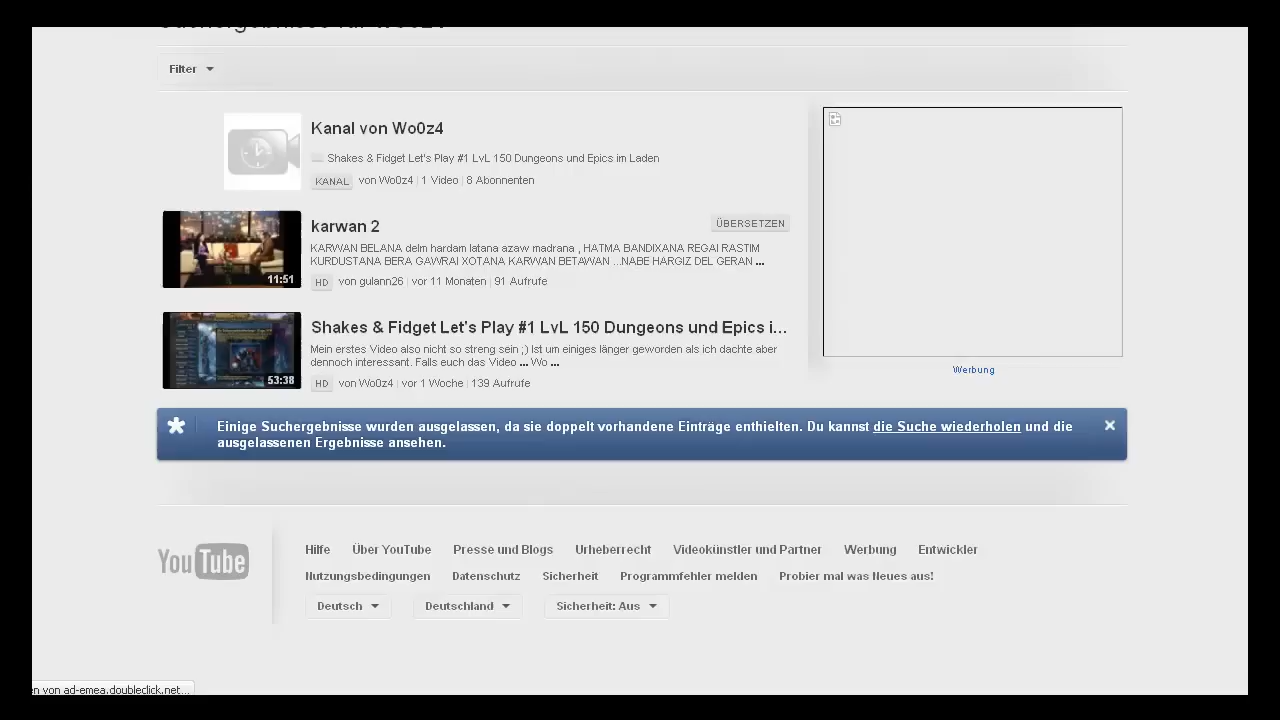 Filter
Kanal von Wo0z4
Shakes & Fidget Let's Play #1 LvL 150 Dungeons und Epics im Laden
KANAL von Wo0z4 | 1 Video | 8 Abonnenten
11:51
karwan 2
ÜBERSETZEN
KARWAN BELANA delm hardam latana azaw madrana , HATMA BANDIXANA REGAI RASTIM
KURDUSTANA BERA GAWRAI XOTANA KARWAN BETAWAN ...NABE HARGIZ DEL GERAN ...
HD von gulann26 | vor 11 Monaten | 91 Aufrufe
53:38
Shakes & Fidget Let's Play #1 LvL 150 Dungeons und Epics i...
Mein erstes Video also nicht so streng sein ;) Ist um einiges länger geworden als ich dachte aber
dennoch interessant. Falls euch das Video ... Wo ...
HD von Wo0z4 | vor 1 Woche | 139 Aufrufe
Werbung
Einige Suchergebnisse wurden ausgelassen, da sie doppelt vorhandene Einträge enthielten. Du kannst die Suche wiederholen und die
ausgelassenen Ergebnisse ansehen.
YouTube
Hilfe Über YouTube Presse und Blogs Urheberrecht Videokünstler und Partner Werbung Entwickler
Nutzungsbedingungen Datenschutz Sicherheit Programmfehler melden Probier mal was Neues aus!
Deutsch Deutschland Sicherheit: Aus
en von ad-emea.doubleclick.net...